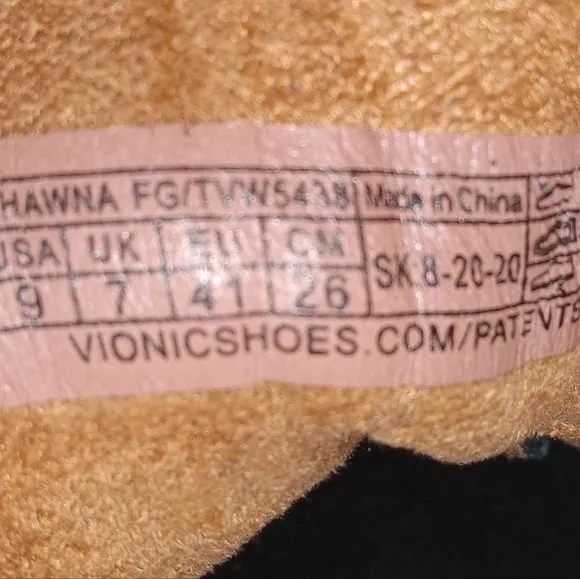 HAWNA FG/TVW5438 Made in China
USA UK EU CM
9 7 41 26 SK 8-20-20
VIONICSHOES.COM/PATENTS